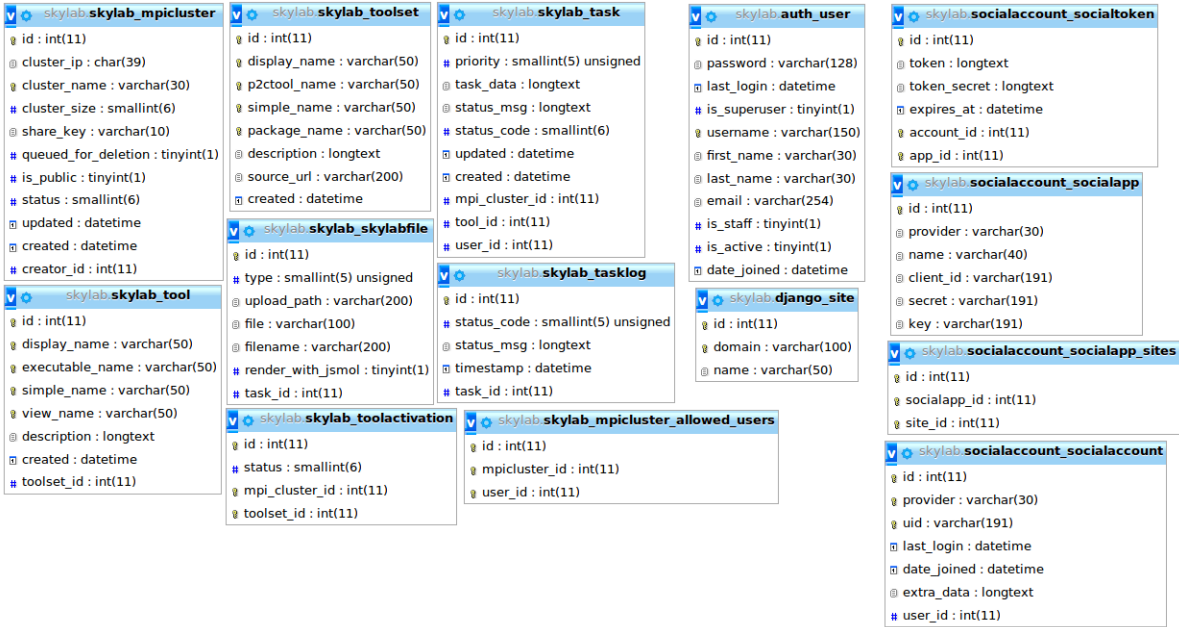 skylab.skylab_mpicluster
id : int(11)
cluster_ip : char(39)
cluster_name : varchar(30)
cluster_size : smallint(6)
share_key : varchar(10)
queued_for_deletion : tinyint(1)
is_public : tinyint(1)
status : smallint(6)
updated : datetime
created : datetime
creator_id : int(11)
skylab.skylab_tool
id : int(11)
display_name : varchar(50)
executable_name : varchar(50)
simple_name : varchar(50)
view_name : varchar(50)
description : longtext
created : datetime
toolset_id : int(11)
skylab.skylab_toolset
id : int(11)
display_name : varchar(50)
p2ctool_name : varchar(50)
simple_name : varchar(50)
package_name : varchar(50)
description : longtext
source_url : varchar(200)
created : datetime
skylab.skylab_skylabfile
id : int(11)
type : smallint(5) unsigned
upload_path : varchar(200)
file : varchar(100)
filename : varchar(200)
render_with_jsmol : tinyint(1)
task_id : int(11)
skylab.skylab_toolactivation
id : int(11)
status : smallint(6)
mpi_cluster_id : int(11)
toolset_id : int(11)
skylab.skylab_task
id : int(11)
priority : smallint(5) unsigned
task_data : longtext
status_msg : longtext
status_code : smallint(6)
updated : datetime
created : datetime
mpi_cluster_id : int(11)
tool_id : int(11)
user_id : int(11)
skylab.skylab_tasklog
id : int(11)
status_code : smallint(5) unsigned
status_msg : longtext
timestamp : datetime
task_id : int(11)
skylab.skylab_mpicluster_allowed_users
id : int(11)
mpicluster_id : int(11)
user_id : int(11)
skylab.auth_user
id : int(11)
password : varchar(128)
last_login : datetime
is_superuser : tinyint(1)
username : varchar(150)
first_name : varchar(30)
last_name : varchar(30)
email : varchar(254)
is_staff : tinyint(1)
is_active : tinyint(1)
date_joined : datetime
skylab.django_site
id : int(11)
domain : varchar(100)
name : varchar(50)
skylab.socialaccount_socialtoken
id : int(11)
token : longtext
token_secret : longtext
expires_at : datetime
account_id : int(11)
app_id : int(11)
skylab.socialaccount_socialapp
id : int(11)
provider : varchar(30)
name : varchar(40)
client_id : varchar(191)
secret : varchar(191)
key : varchar(191)
skylab.socialaccount_socialapp_sites
id : int(11)
socialapp_id : int(11)
site_id : int(11)
skylab.socialaccount_socialaccount
id : int(11)
provider : varchar(30)
uid : varchar(191)
last_login : datetime
date_joined : datetime
extra_data : longtext
user_id : int(11)